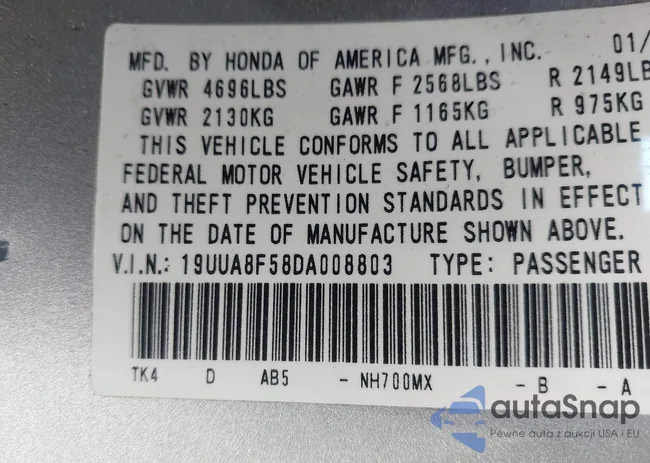 MFD. BY HONDA OF AMERICA MFG., INC. 01/
GVWR 4696LBS GAWR F 2568LBS R 2149LB
GVWR 2130KG GAWR F 1165KG R 975KG
THIS VEHICLE CONFORMS TO ALL APPLICABLE
FEDERAL MOTOR VEHICLE SAFETY, BUMPER,
AND THEFT PREVENTION STANDARDS IN EFFECT
ON THE DATE OF MANUFACTURE SHOWN ABOVE.
V.I.N.: 19UUA8F58DA008803 TYPE: PASSENGER
TK4 D AB5 - NH700MX - B - A
autaSnap
Pewne auta z aukcji USA i EU